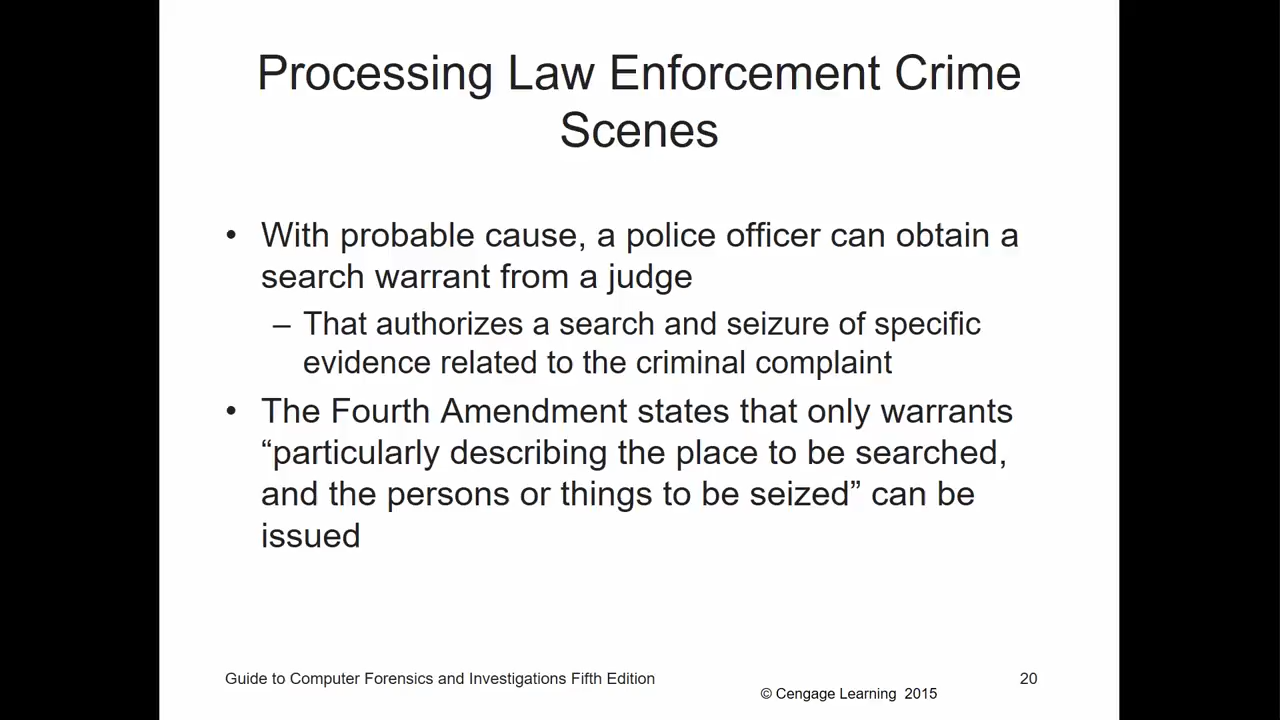 Processing Law Enforcement Crime
Scenes
• With probable cause, a police officer can obtain a
search warrant from a judge
– That authorizes a search and seizure of specific
evidence related to the criminal complaint
• The Fourth Amendment states that only warrants
“particularly describing the place to be searched,
and the persons or things to be seized” can be
issued
Guide to Computer Forensics and Investigations Fifth Edition
20
© Cengage Learning 2015